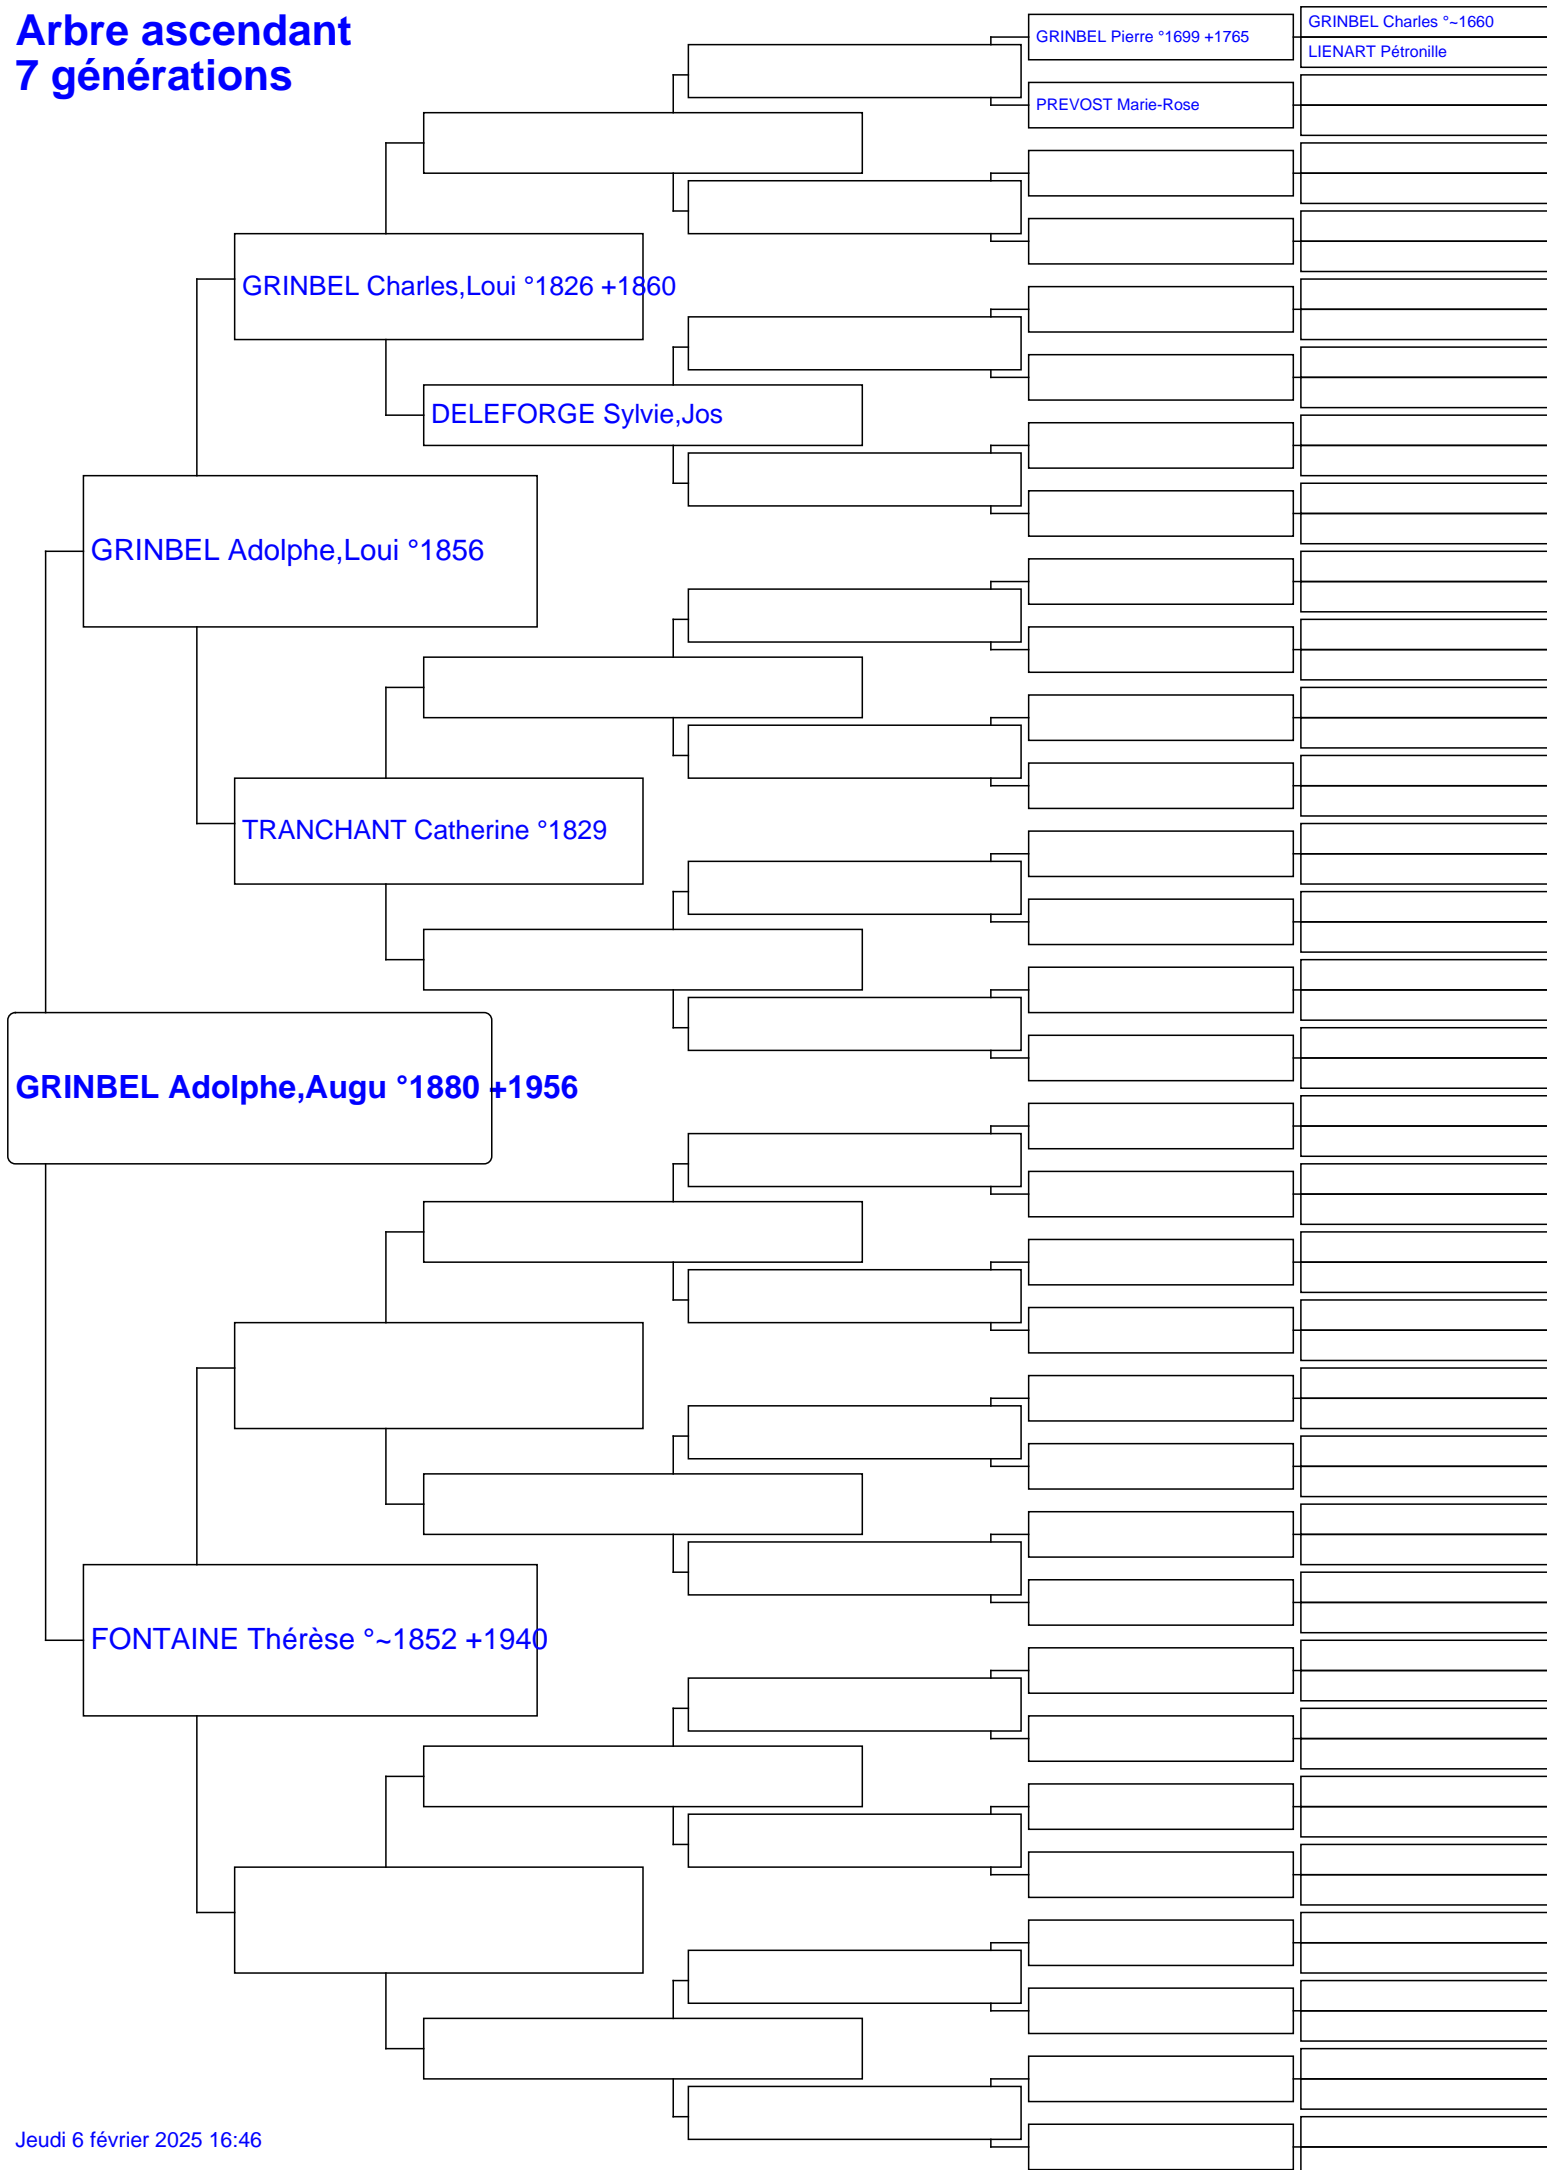 Arbre ascendant
7 générations
GRINBEL Pierre °1699 +1765
GRINBEL Charles °~1660
LIENART Pétronille
PREVOST Marie-Rose
GRINBEL Charles,Loui °1826 +1860
DELEFORGE Sylvie,Jos
GRINBEL Adolphe,Loui °1856
TRANCHANT Catherine °1829
GRINBEL Adolphe,Augu °1880 +1956
FONTAINE Thérèse °~1852 +1940
Jeudi 6 février 2025 16:46